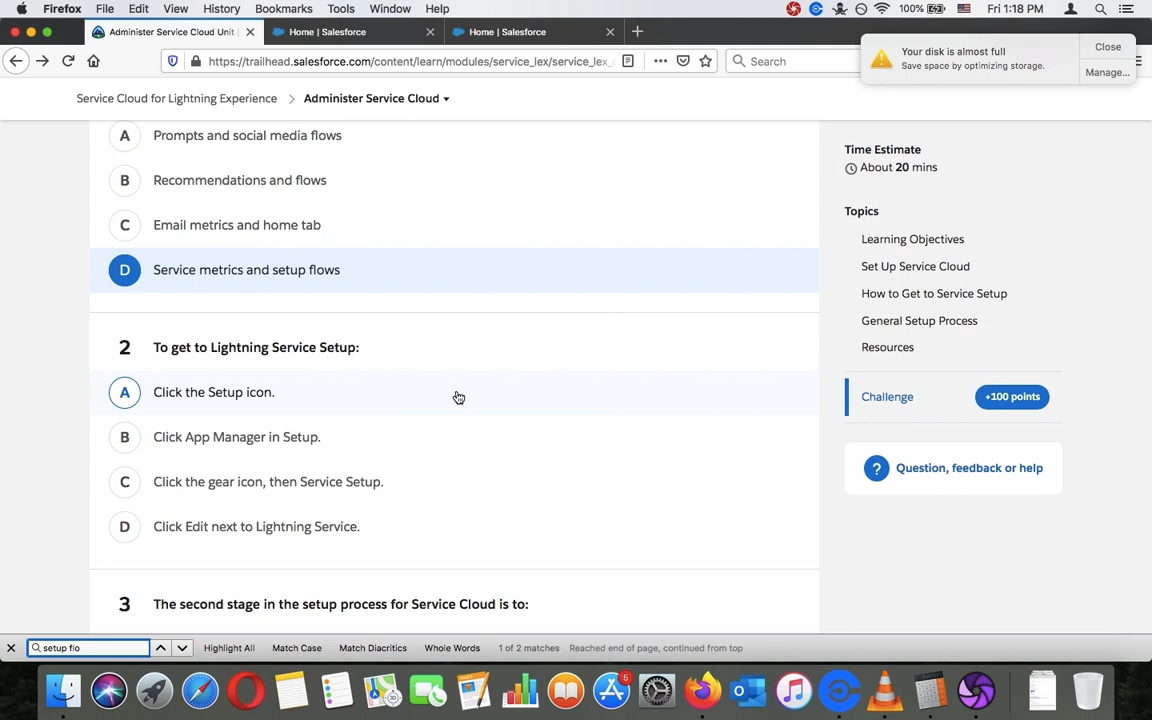 Firefox File Edit View History Bookmarks Tools Window Help 100% Fri 1:18 PM
Administer Service Cloud Unit Home | Salesforce Home | Salesforce
https://trailhead.salesforce.com/content/learn/modules/service_lex/service_lex_ Search
Your disk is almost full
Save space by optimizing storage.
Close
Manage...
Service Cloud for Lightning Experience Administer Service Cloud
A Prompts and social media flows
B Recommendations and flows
C Email metrics and home tab
D Service metrics and setup flows
2 To get to Lightning Service Setup:
A Click the Setup icon.
B Click App Manager in Setup.
C Click the gear icon, then Service Setup.
D Click Edit next to Lightning Service.
3 The second stage in the setup process for Service Cloud is to:
Time Estimate
About 20 mins
Topics
Learning Objectives
Set Up Service Cloud
How to Get to Service Setup
General Setup Process
Resources
Challenge +100 points
? Question, feedback or help
setup flo Highlight All Match Case Match Diacritics Whole Words 1 of 2 matches Reached end of page, continued from top
6